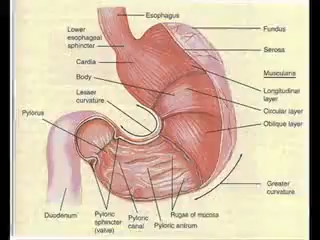 Esophagus
Lower
esophageal
sphincter
Cardia
Body
Lesser
curvature
Pylorus
Fundus
Serosa
Muscularis
Longitudinal
layer
Circular layer
Oblique layer
Greater
curvature
Duodenum
Pyloric
sphincter
(valve)
Pyloric
canal
Rugae of mucosa
Pyloric antrum